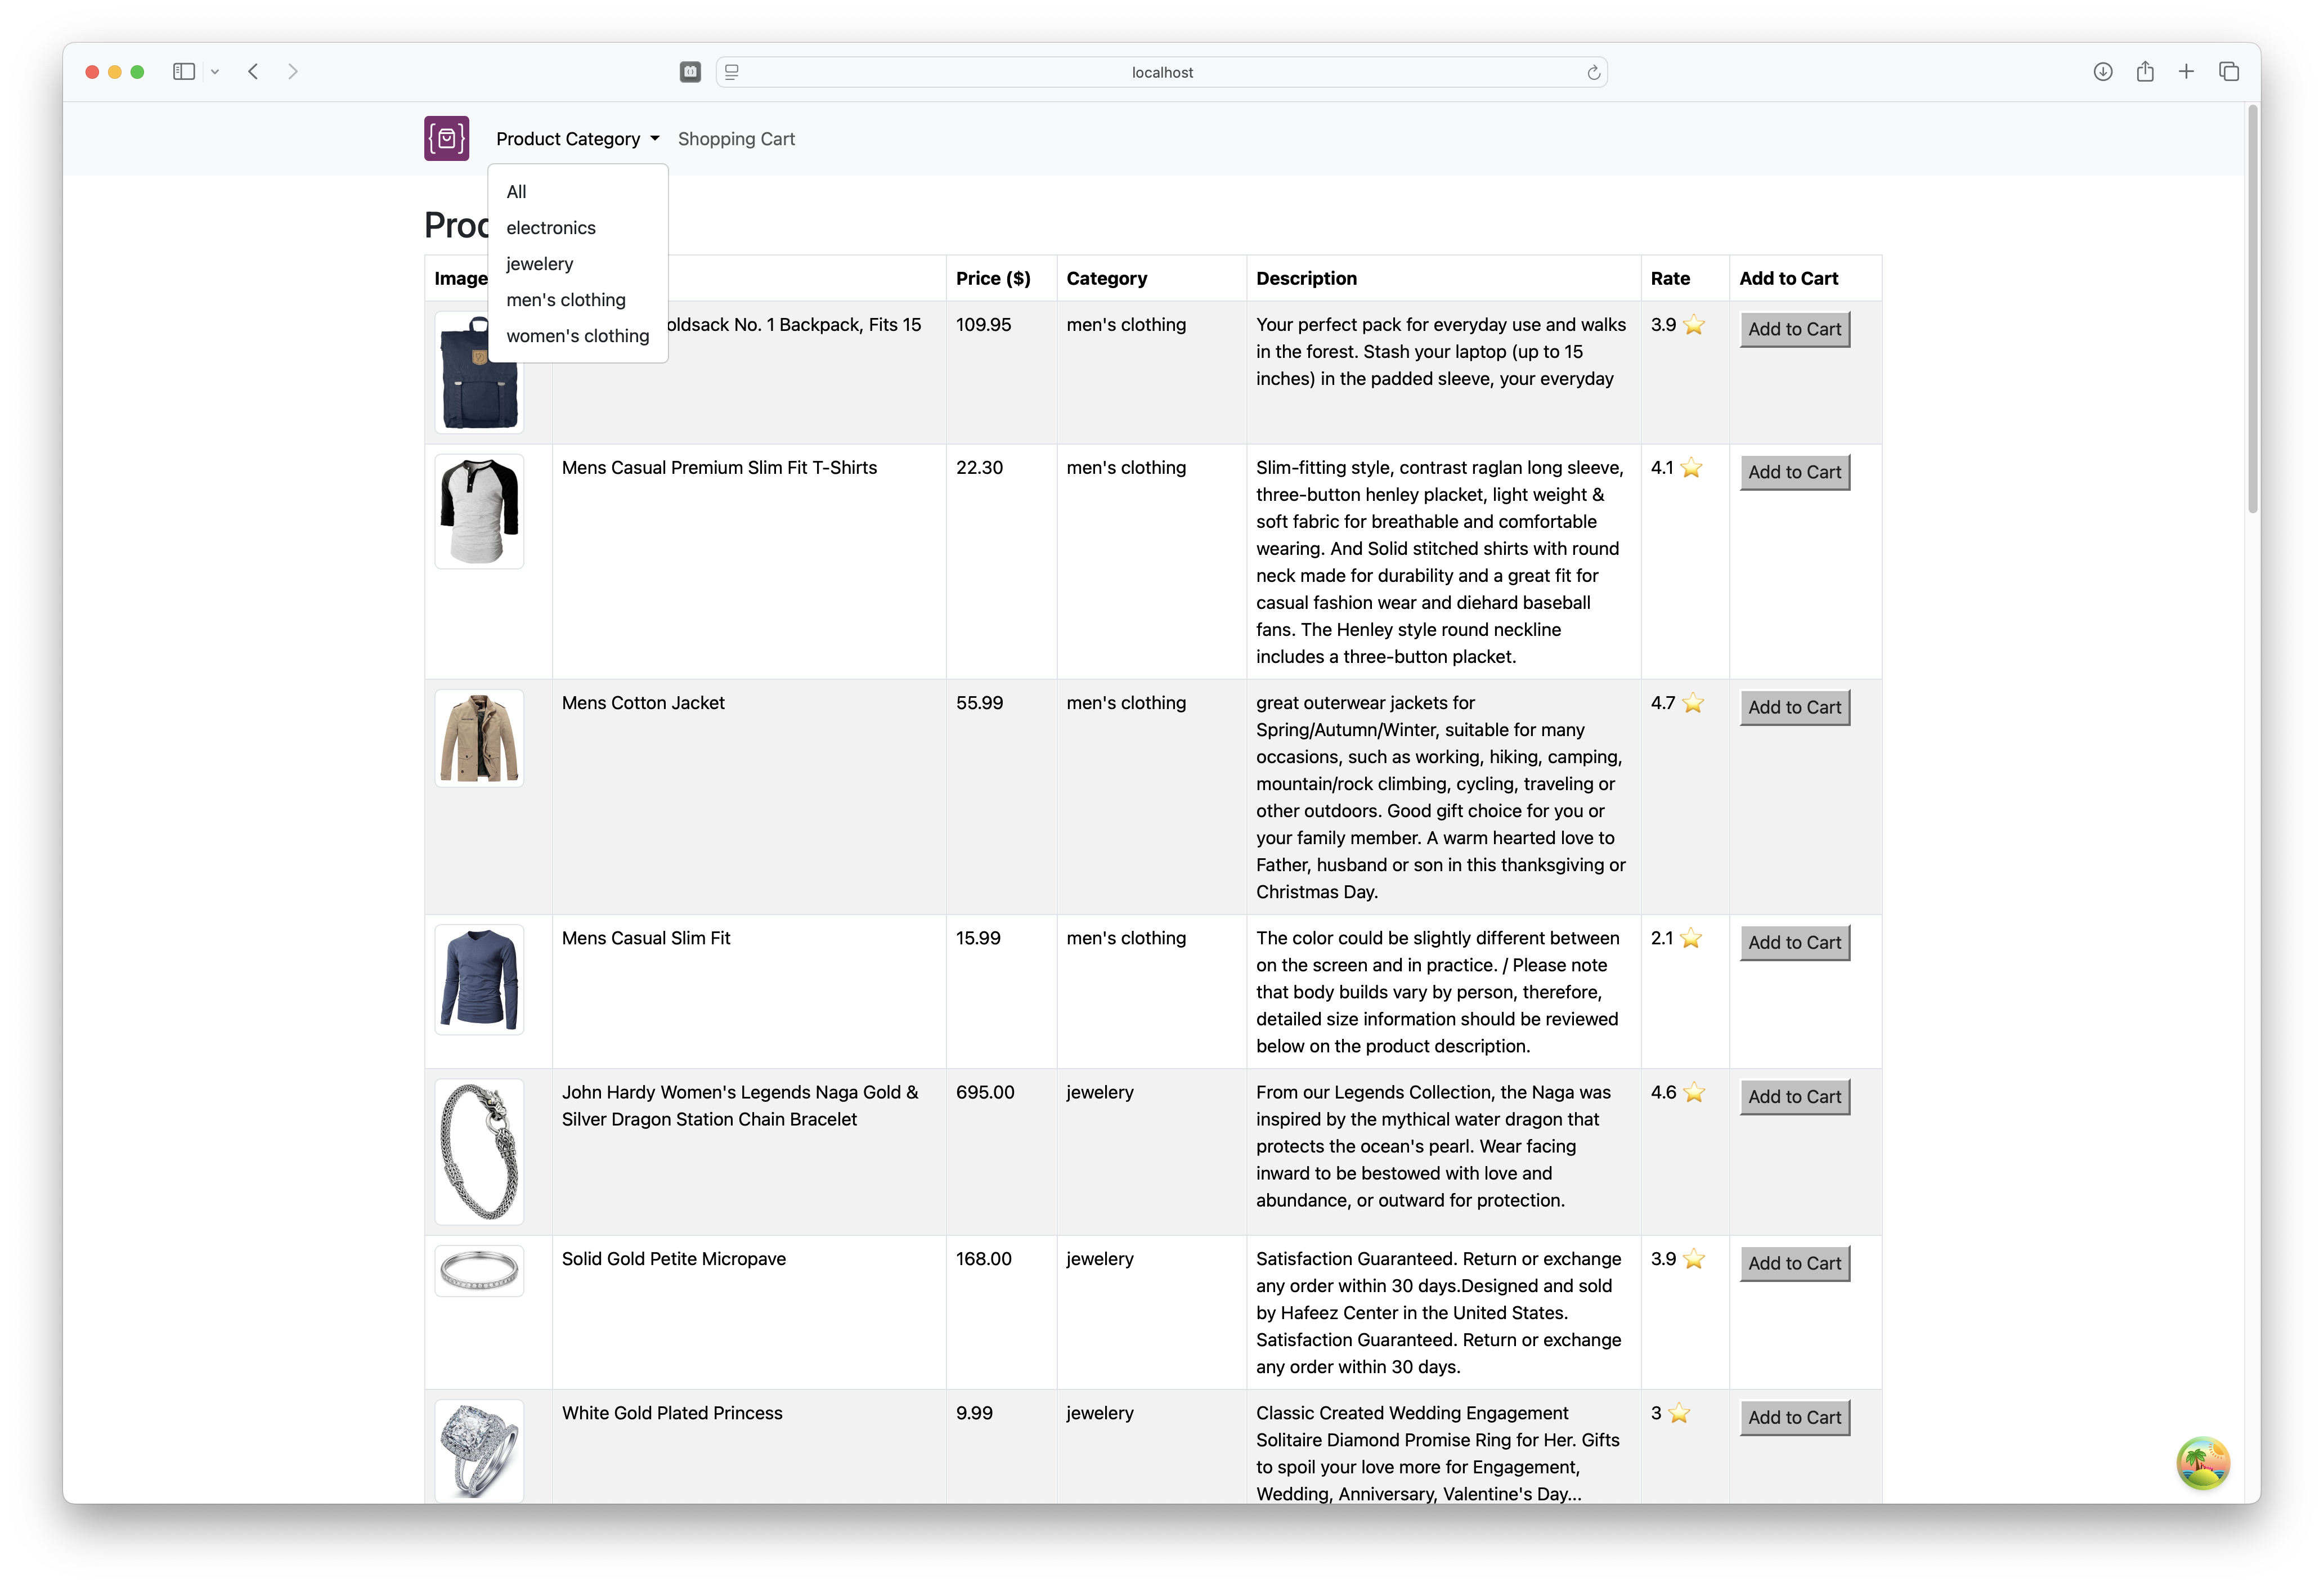 localhost
Product Category Shopping Cart
All
electronics
jewelery
men's clothing
women's clothing
Image Price ($) Category Description Rate Add to Cart
No. 1 Backpack, Fits 15 109.95 men's clothing Your perfect pack for everyday use and walks 3.9 Add to Cart
in the forest. Stash your laptop (up to 15
inches) in the padded sleeve, your everyday
Mens Casual Premium Slim Fit T-Shirts 22.30 men's clothing Slim-fitting style, contrast raglan long sleeve, 4.1 Add to Cart
three-button henley placket, light weight &
soft fabric for breathable and comfortable
wearing. And Solid stitched shirts with round
neck made for durability and a great fit for
casual fashion wear and diehard baseball
fans. The Henley style round neckline
includes a three-button placket.
Mens Cotton Jacket 55.99 men's clothing great outerwear jackets for 4.7 Add to Cart
Spring/Autumn/Winter, suitable for many
occasions, such as working, hiking, camping,
mountain/rock climbing, cycling, traveling or
other outdoors. Good gift choice for you or
your family member. A warm hearted love to
Father, husband or son in this thanksgiving or
Christmas Day.
Mens Casual Slim Fit 15.99 men's clothing The color could be slightly different between 2.1 Add to Cart
on the screen and in practice. / Please note
that body builds vary by person, therefore,
detailed size information should be reviewed
below on the product description.
John Hardy Women's Legends Naga Gold & 695.00 jewelery From our Legends Collection, the Naga was 4.6 Add to Cart
Silver Dragon Station Chain Bracelet inspired by the mythical water dragon that
protects the ocean's pearl. Wear facing
inward to be bestowed with love and
abundance, or outward for protection.
Solid Gold Petite Micropave 168.00 jewelery Satisfaction Guaranteed. Return or exchange 3.9 Add to Cart
any order within 30 days.Designed and sold
by Hafeez Center in the United States.
Satisfaction Guaranteed. Return or exchange
any order within 30 days.
White Gold Plated Princess 9.99 jewelery Classic Created Wedding Engagement 3 Add to Cart
Solitaire Diamond Promise Ring for Her. Gifts
to spoil your love more for Engagement,
Wedding, Anniversary, Valentine's Day...